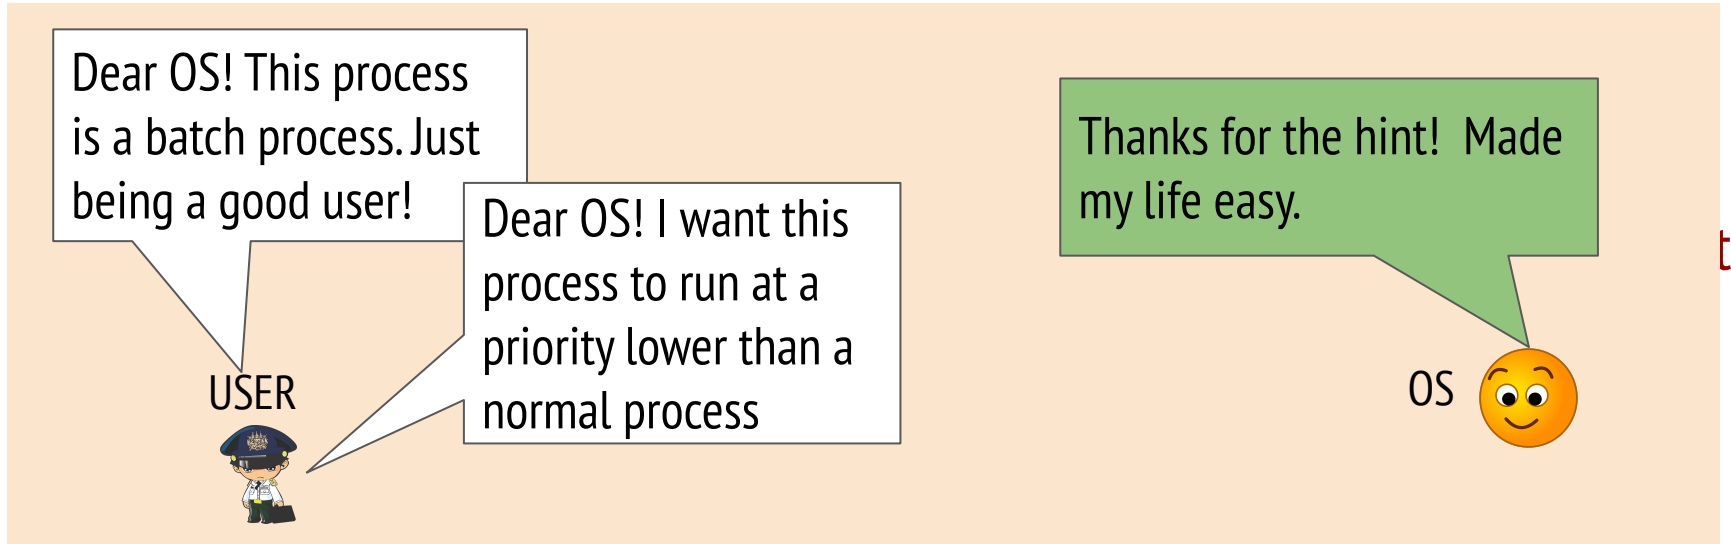 Dear OS! This process
is a batch process. Just
being a good user!
Dear OS! I want this
process to run at a
priority lower than a
normal process
USER
Thanks for the hint!  Made
my life easy.
OS
t